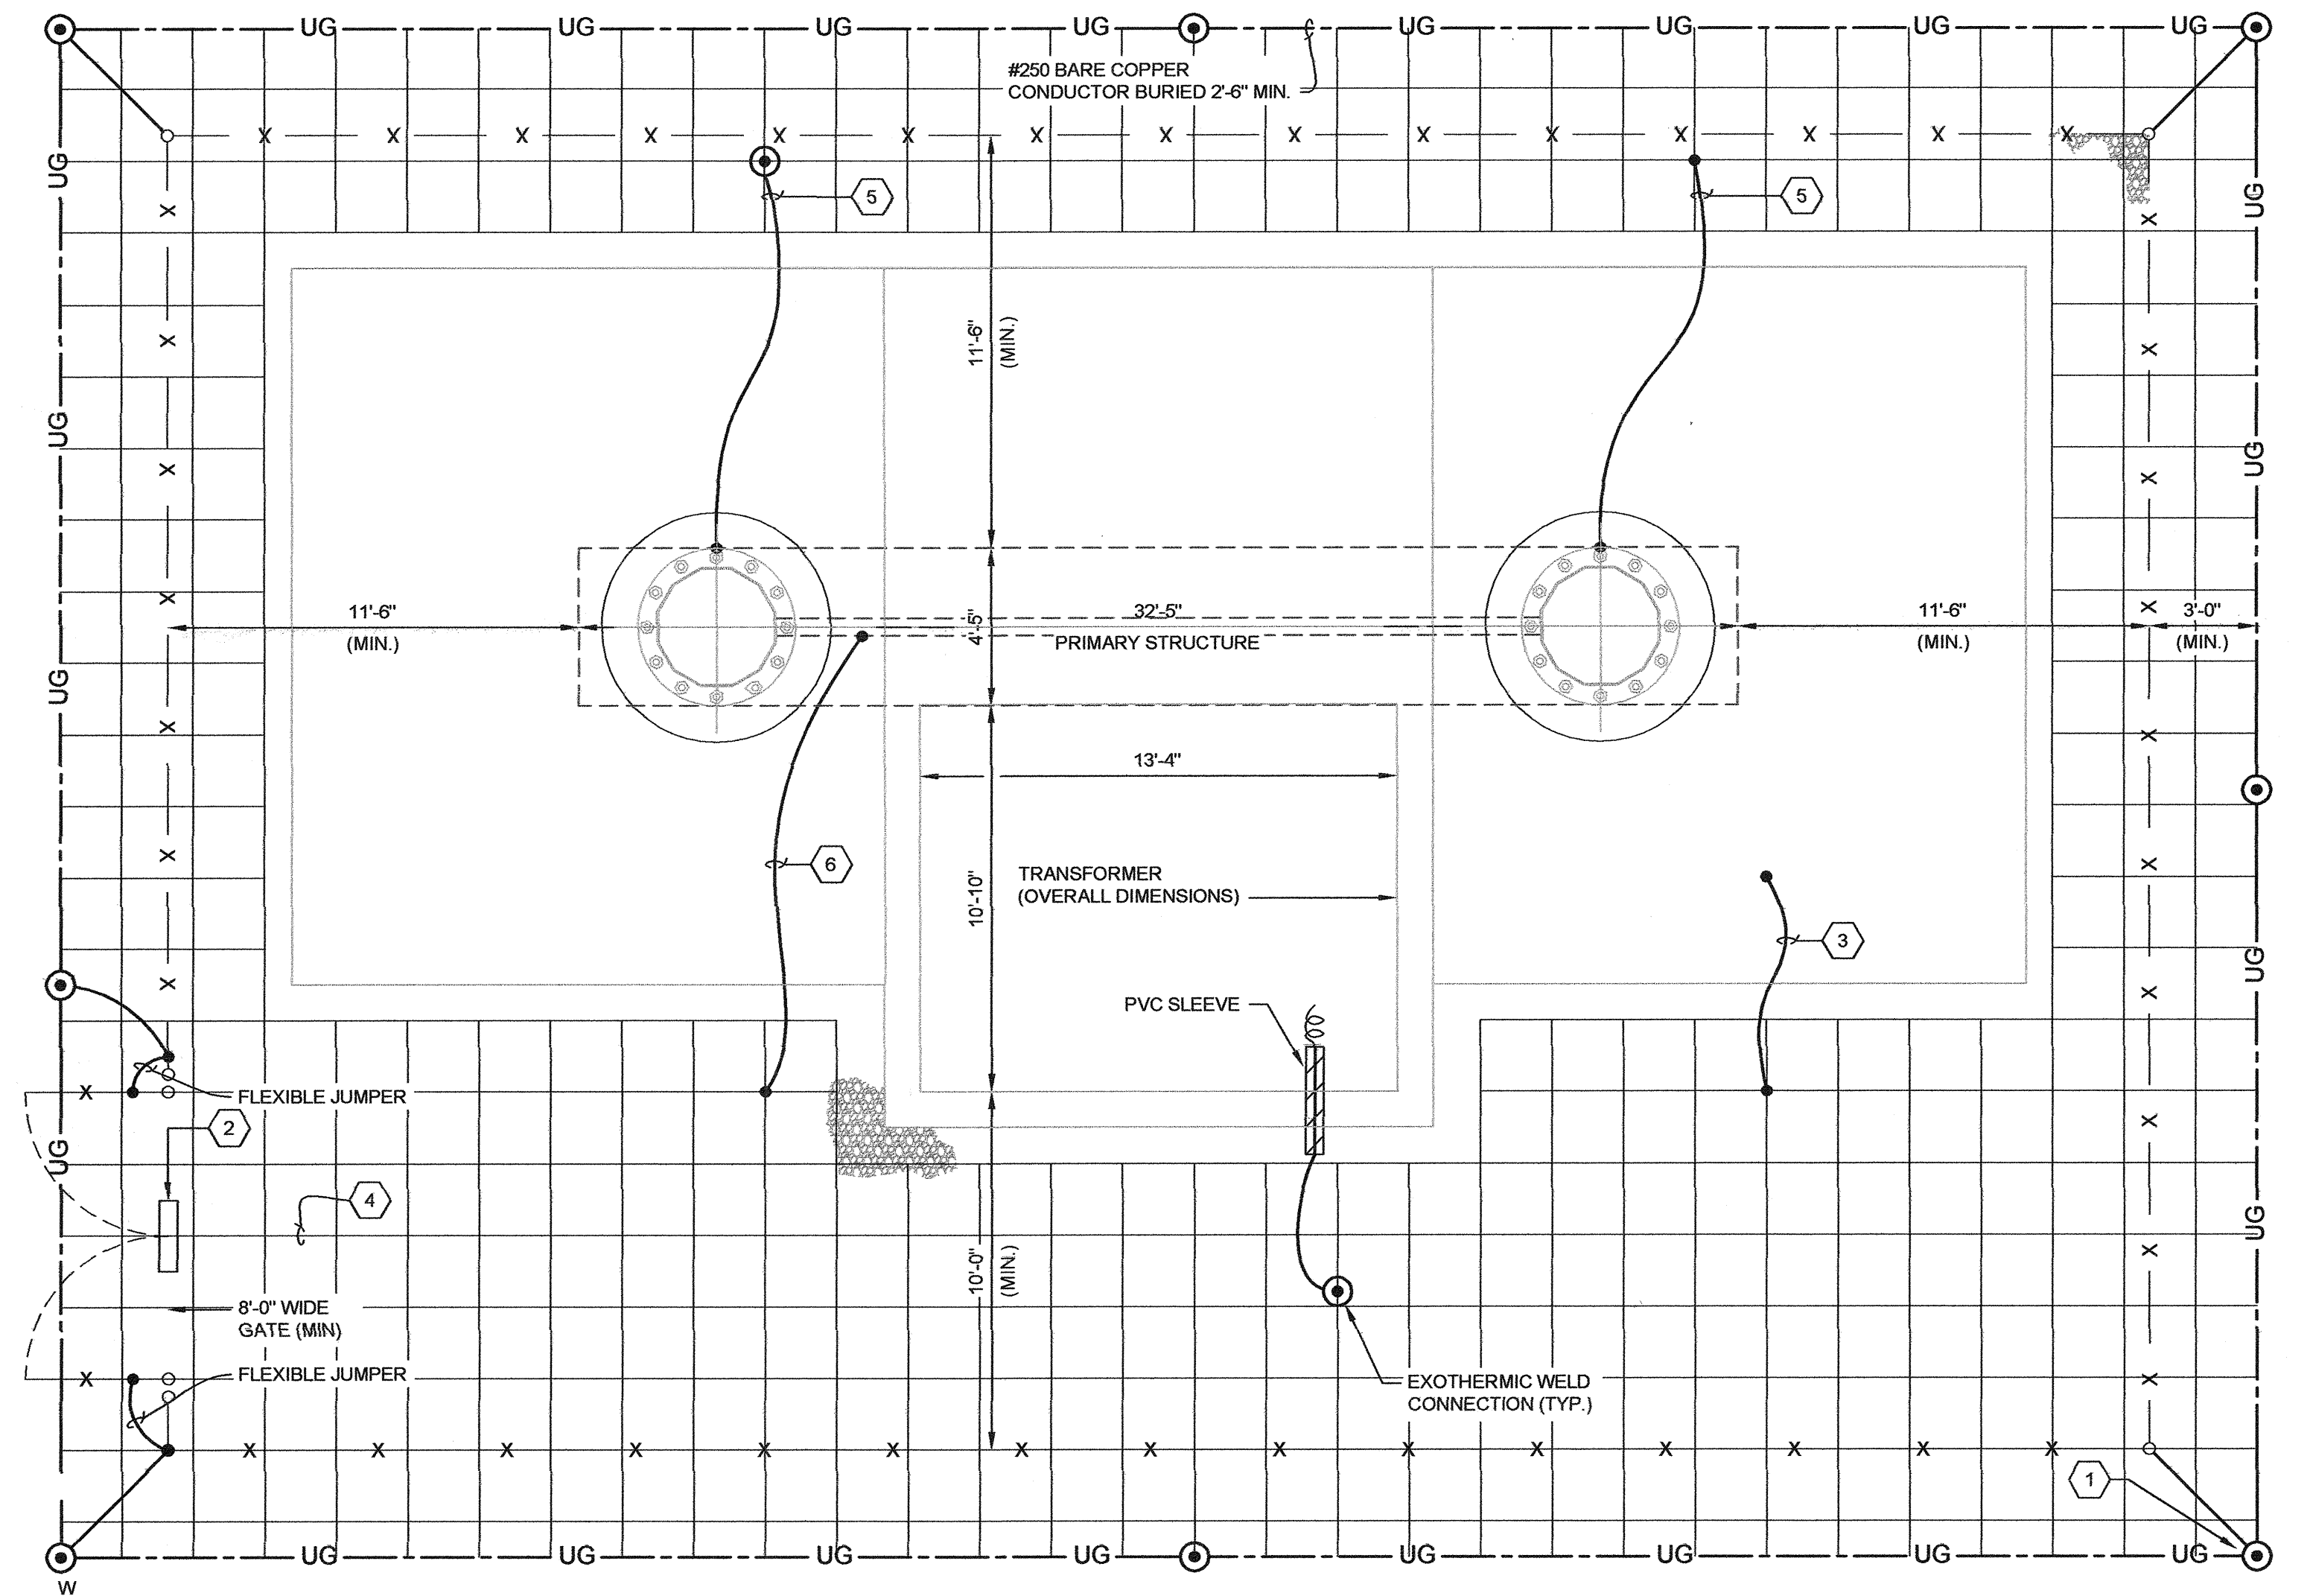 UG UG UG UG UG UG UG UG
#250 BARE COPPER
CONDUCTOR BURIED 2'-6" MIN.
X X X X X X X X X X X X X X X
UG
UG
5
5
X
X
11'-6"
(MIN.)
X
X
UG
UG
X
X
11'-6"
(MIN.)
32'-5"
4'-5"
PRIMARY STRUCTURE
11'-6"
(MIN.)
3'-0"
(MIN.)
X
X
UG
X
X
13'-4"
6
X
X
TRANSFORMER
(OVERALL DIMENSIONS)
10'-10"
3
UG
X
X
PVC SLEEVE
X
FLEXIBLE JUMPER
2
X
UG
4
UG
X
10'-0"
(MIN.)
8'-0" WIDE
GATE (MIN)
X
FLEXIBLE JUMPER
X
EXOTHERMIC WELD
CONNECTION (TYP.)
X X X X X X X X X X X X X X X
1
UG UG UG UG UG UG UG UG
W